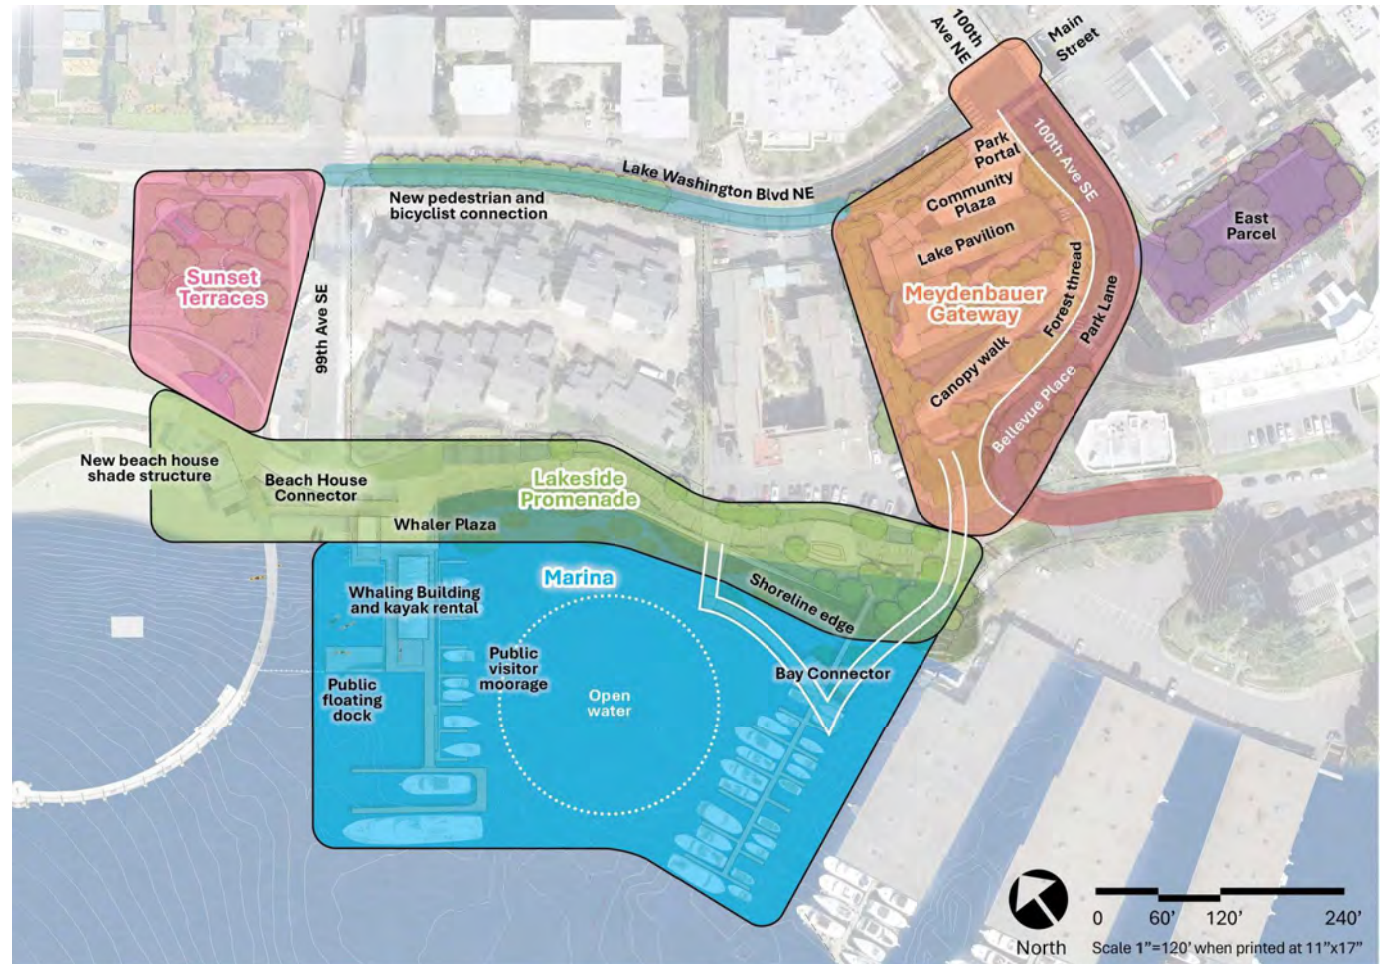 100th
Ave NE
Main
Street
Park
Portal
100th Ave SE
Lake Washington Blvd NE
New pedestrian and
bicyclist connection
Community
Plaza
East
Parcel
Lake Pavilion
Sunset
Terraces
99th Ave SE
Meydenbauer
Gateway
Forest thread
Park Lane
Canopy walk
Bellevue Place
New beach house
shade structure
Beach House
Connector
Lakeside
Promenade
Whaler Plaza
Marina
Shoreline edge
Whaling Building
and kayak rental
Public
visitor
moorage
Bay Connector
Public
floating
dock
Open
water
North
0 60' 120' 240'
Scale 1"=120' when printed at 11"x17"